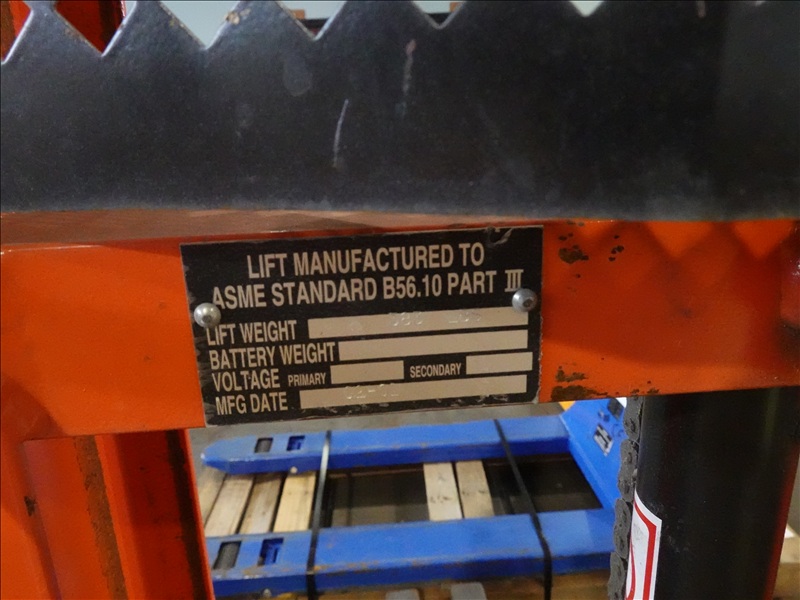 LIFT MANUFACTURED TO
ASME STANDARD B56.10 PART III
LIFT WEIGHT
BATTERY WEIGHT
VOLTAGE PRIMARY SECONDARY
MFG DATE